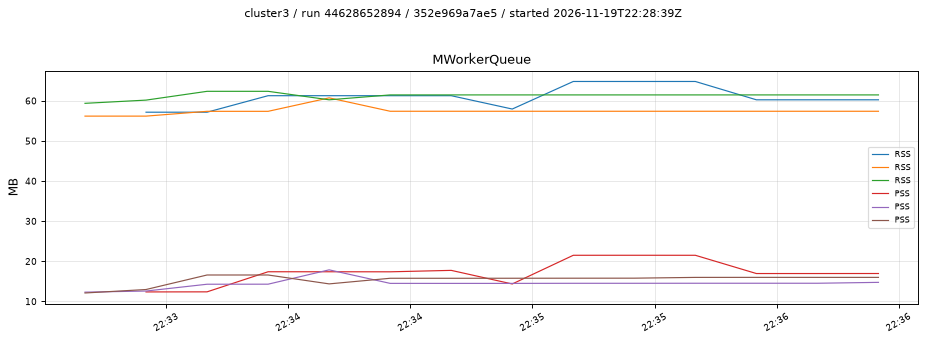 cluster3 / run 44628652894 / 352e969a7ae5 / started 2026-11-19T22:28:39Z
MWorkerQueue
MB
60
50
40
30
20
10
RSS
RSS
RSS
PSS
PSS
PSS
22:33
22:34
22:34
22:35
22:35
22:36
22:36